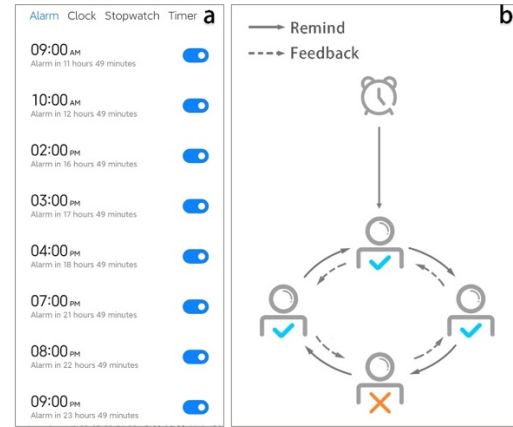 Alarm Clock Stopwatch Timer a
09:00 AM
Alarm in 11 hours 49 minutes
10:00 AM
Alarm in 12 hours 49 minutes
02:00 PM
Alarm in 16 hours 49 minutes
03:00 PM
Alarm in 17 hours 49 minutes
04:00 PM
Alarm in 18 hours 49 minutes
07:00 PM
Alarm in 21 hours 49 minutes
08:00 PM
Alarm in 22 hours 49 minutes
09:00 PM
Alarm in 23 hours 49 minutes
b
Remind
Feedback